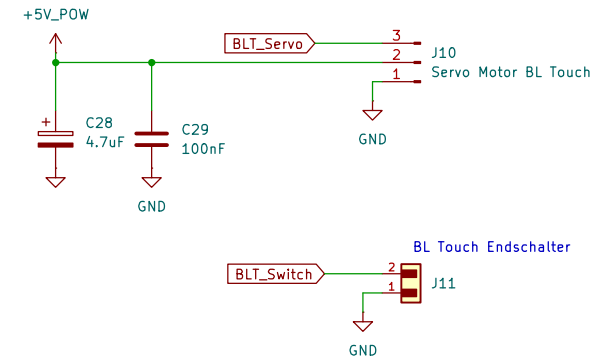 +5V_POW
BLT_Servo
3
2
1
J10
Servo Motor BL Touch
GND
+
C28
4.7uF
C29
100nF
GND
BL Touch Endschalter
BLT_Switch
2
1
J11
GND